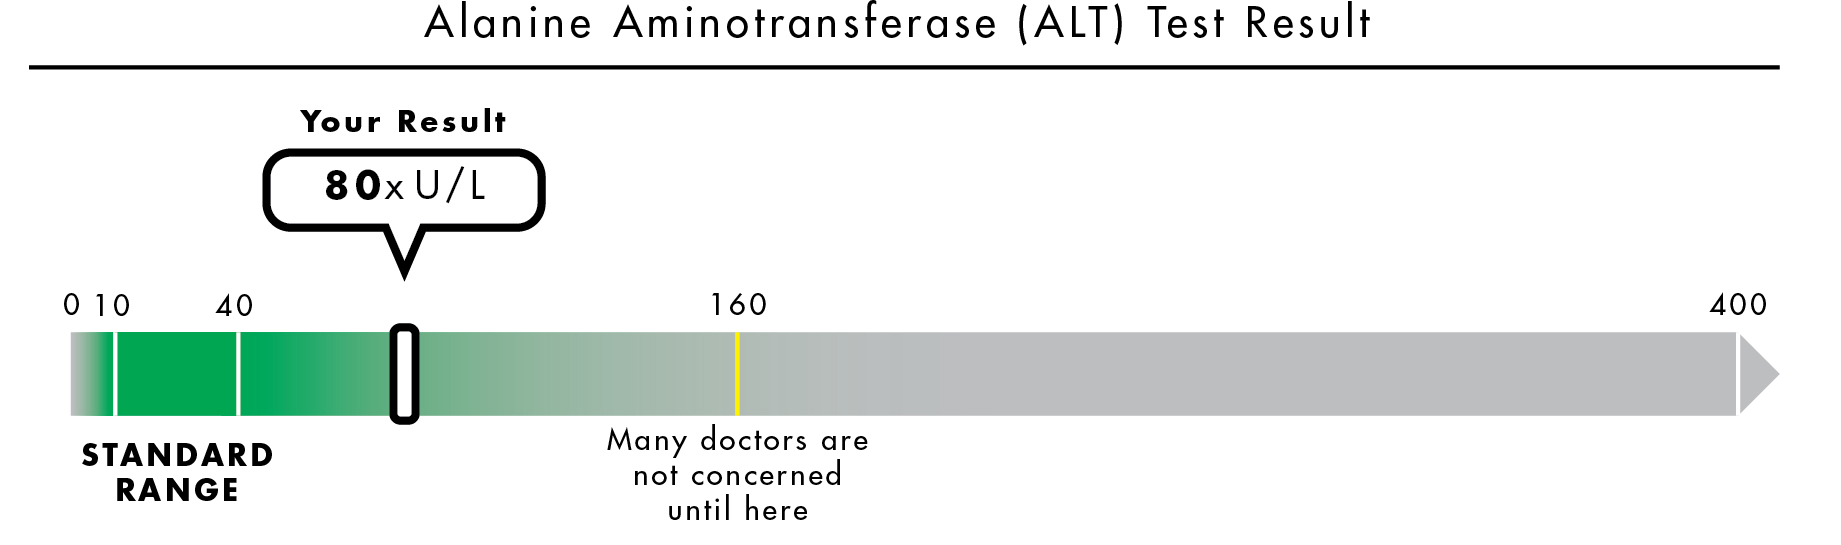 Alanine Aminotransferase (ALT) Test Result
Your Result
80x U/L
0 10 40 160 400
STANDARD
RANGE
Many doctors are
not concerned
until here